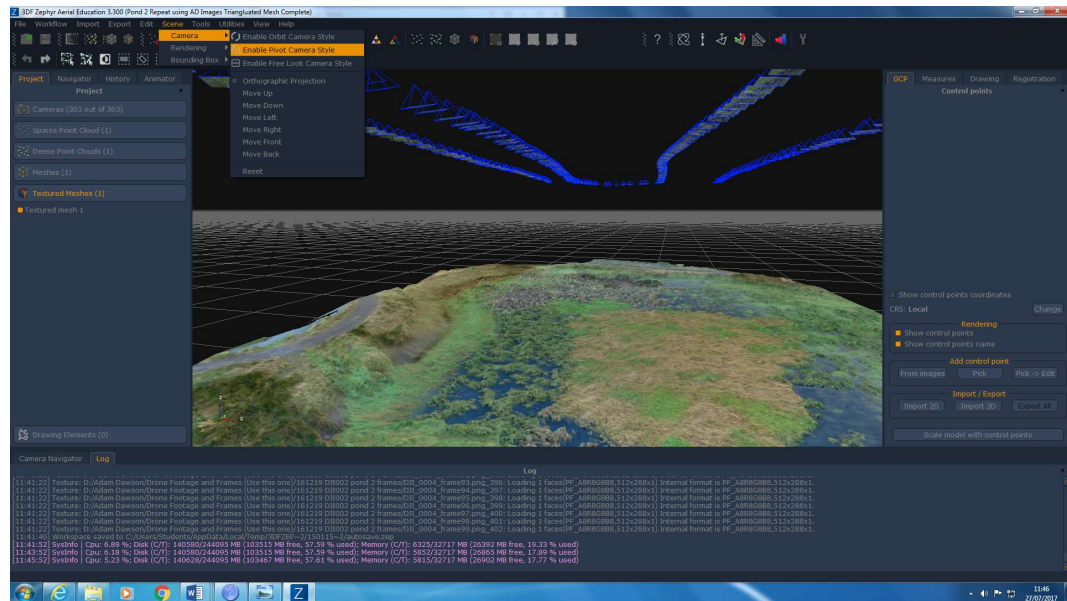 3DF Zephyr Aerial Education 3.300 (Pond 2 Repeat using AD Images Triangluated Mesh Complete)
File Workflow Import Export Edit Scene Tools Utilities View Help
Camera
Rendering
Bounding Box
Enable Orbit Camera Style
Enable Pivot Camera Style
Enable Free Look Camera Style
Orthographic Projection
Move Up
Move Down
Move Left
Move Right
Move Front
Move Back
Reset
Project Navigator History Animator
Project
Cameras (303 out of 303)
Sparse Point Cloud (1)
Dense Point Clouds (1)
Meshes (1)
Textured Meshes (1)
Textured mesh 1
Drawing Elements (0)
GCP Measures Drawing Registration
Control points
Show control points coordinates
CRS: Local Change
Rendering
Show control points
Show control points name
Add control point
From images Pick Pick -> Edit
Import / Export
Import 2D Import 3D Export All
Scale model with control points
Camera Navigator Log
Log
[11:41:22] Texture: D:/Adam Dawson/Drone Footage and Frames (Use this one)/161219 DJI002 pond 2 frames/DJI_0004_frame93.png_396: Loading 1 faces(PF_A8R8G8B8,512x288x1) Internal format is PF_A8R8G8B8,512x288x1.
[11:41:22] Texture: D:/Adam Dawson/Drone Footage and Frames (Use this one)/161219 DJI002 pond 2 frames/DJI_0004_frame94.png_397: Loading 1 faces(PF_A8R8G8B8,512x288x1) Internal format is PF_A8R8G8B8,512x288x1.
[11:41:22] Texture: D:/Adam Dawson/Drone Footage and Frames (Use this one)/161219 DJI002 pond 2 frames/DJI_0004_frame95.png_398: Loading 1 faces(PF_A8R8G8B8,512x288x1) Internal format is PF_A8R8G8B8,512x288x1.
[11:41:22] Texture: D:/Adam Dawson/Drone Footage and Frames (Use this one)/161219 DJI002 pond 2 frames/DJI_0004_frame96.png_399: Loading 1 faces(PF_A8R8G8B8,512x288x1) Internal format is PF_A8R8G8B8,512x288x1.
[11:41:22] Texture: D:/Adam Dawson/Drone Footage and Frames (Use this one)/161219 DJI002 pond 2 frames/DJI_0004_frame97.png_400: Loading 1 faces(PF_A8R8G8B8,512x288x1) Internal format is PF_A8R8G8B8,512x288x1.
[11:41:22] Texture: D:/Adam Dawson/Drone Footage and Frames (Use this one)/161219 DJI002 pond 2 frames/DJI_0004_frame98.png_401: Loading 1 faces(PF_A8R8G8B8,512x288x1) Internal format is PF_A8R8G8B8,512x288x1.
[11:41:22] Texture: D:/Adam Dawson/Drone Footage and Frames (Use this one)/161219 DJI002 pond 2 frames/DJI_0004_frame99.png_402: Loading 1 faces(PF_A8R8G8B8,512x288x1) Internal format is PF_A8R8G8B8,512x288x1.
[11:41:40] Workspace saved to C:/Users/Students/AppData/Local/Temp/3DFZEP~2/150115~2/autosave.zep
[11:41:52] SysInfo | Cpu: 6.89 %; Disk (C/T): 140580/244095 MB (103515 MB free, 57.59 % used); Memory (C/T): 6325/32717 MB (26392 MB free, 19.33 % used)
[11:43:52] SysInfo | Cpu: 6.18 %; Disk (C/T): 140580/244095 MB (103515 MB free, 57.59 % used); Memory (C/T): 5852/32717 MB (26865 MB free, 17.89 % used)
[11:45:52] SysInfo | Cpu: 5.23 %; Disk (C/T): 140628/244095 MB (103467 MB free, 57.61 % used); Memory (C/T): 5815/32717 MB (26902 MB free, 17.77 % used)
11:46
27/07/2017